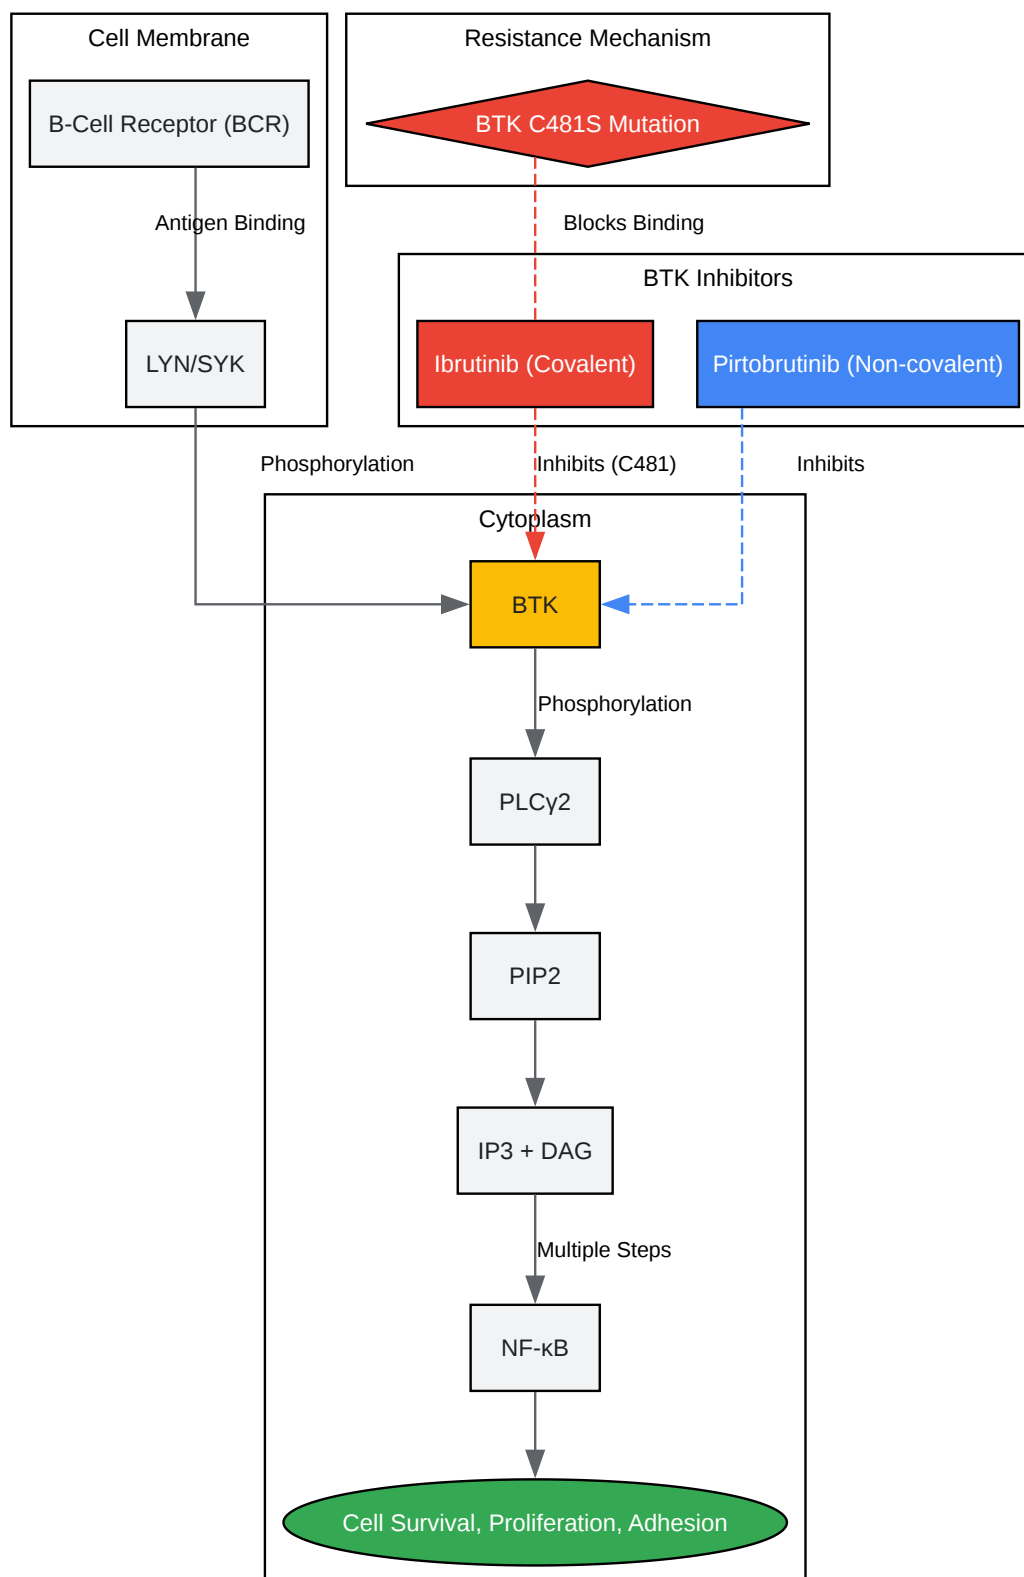 Cell Membrane
B-Cell Receptor (BCR)
Antigen Binding
LYN/SYK
Phosphorylation
Resistance Mechanism
BTK C481S Mutation
Blocks Binding
BTK Inhibitors
Ibrutinib (Covalent)
Pirtobrutinib (Non-covalent)
Inhibits (C481)
Inhibits
Cytoplasm
BTK
Phosphorylation
PLCγ2
PIP2
IP3 + DAG
Multiple Steps
NF-κB
Cell Survival, Proliferation, Adhesion